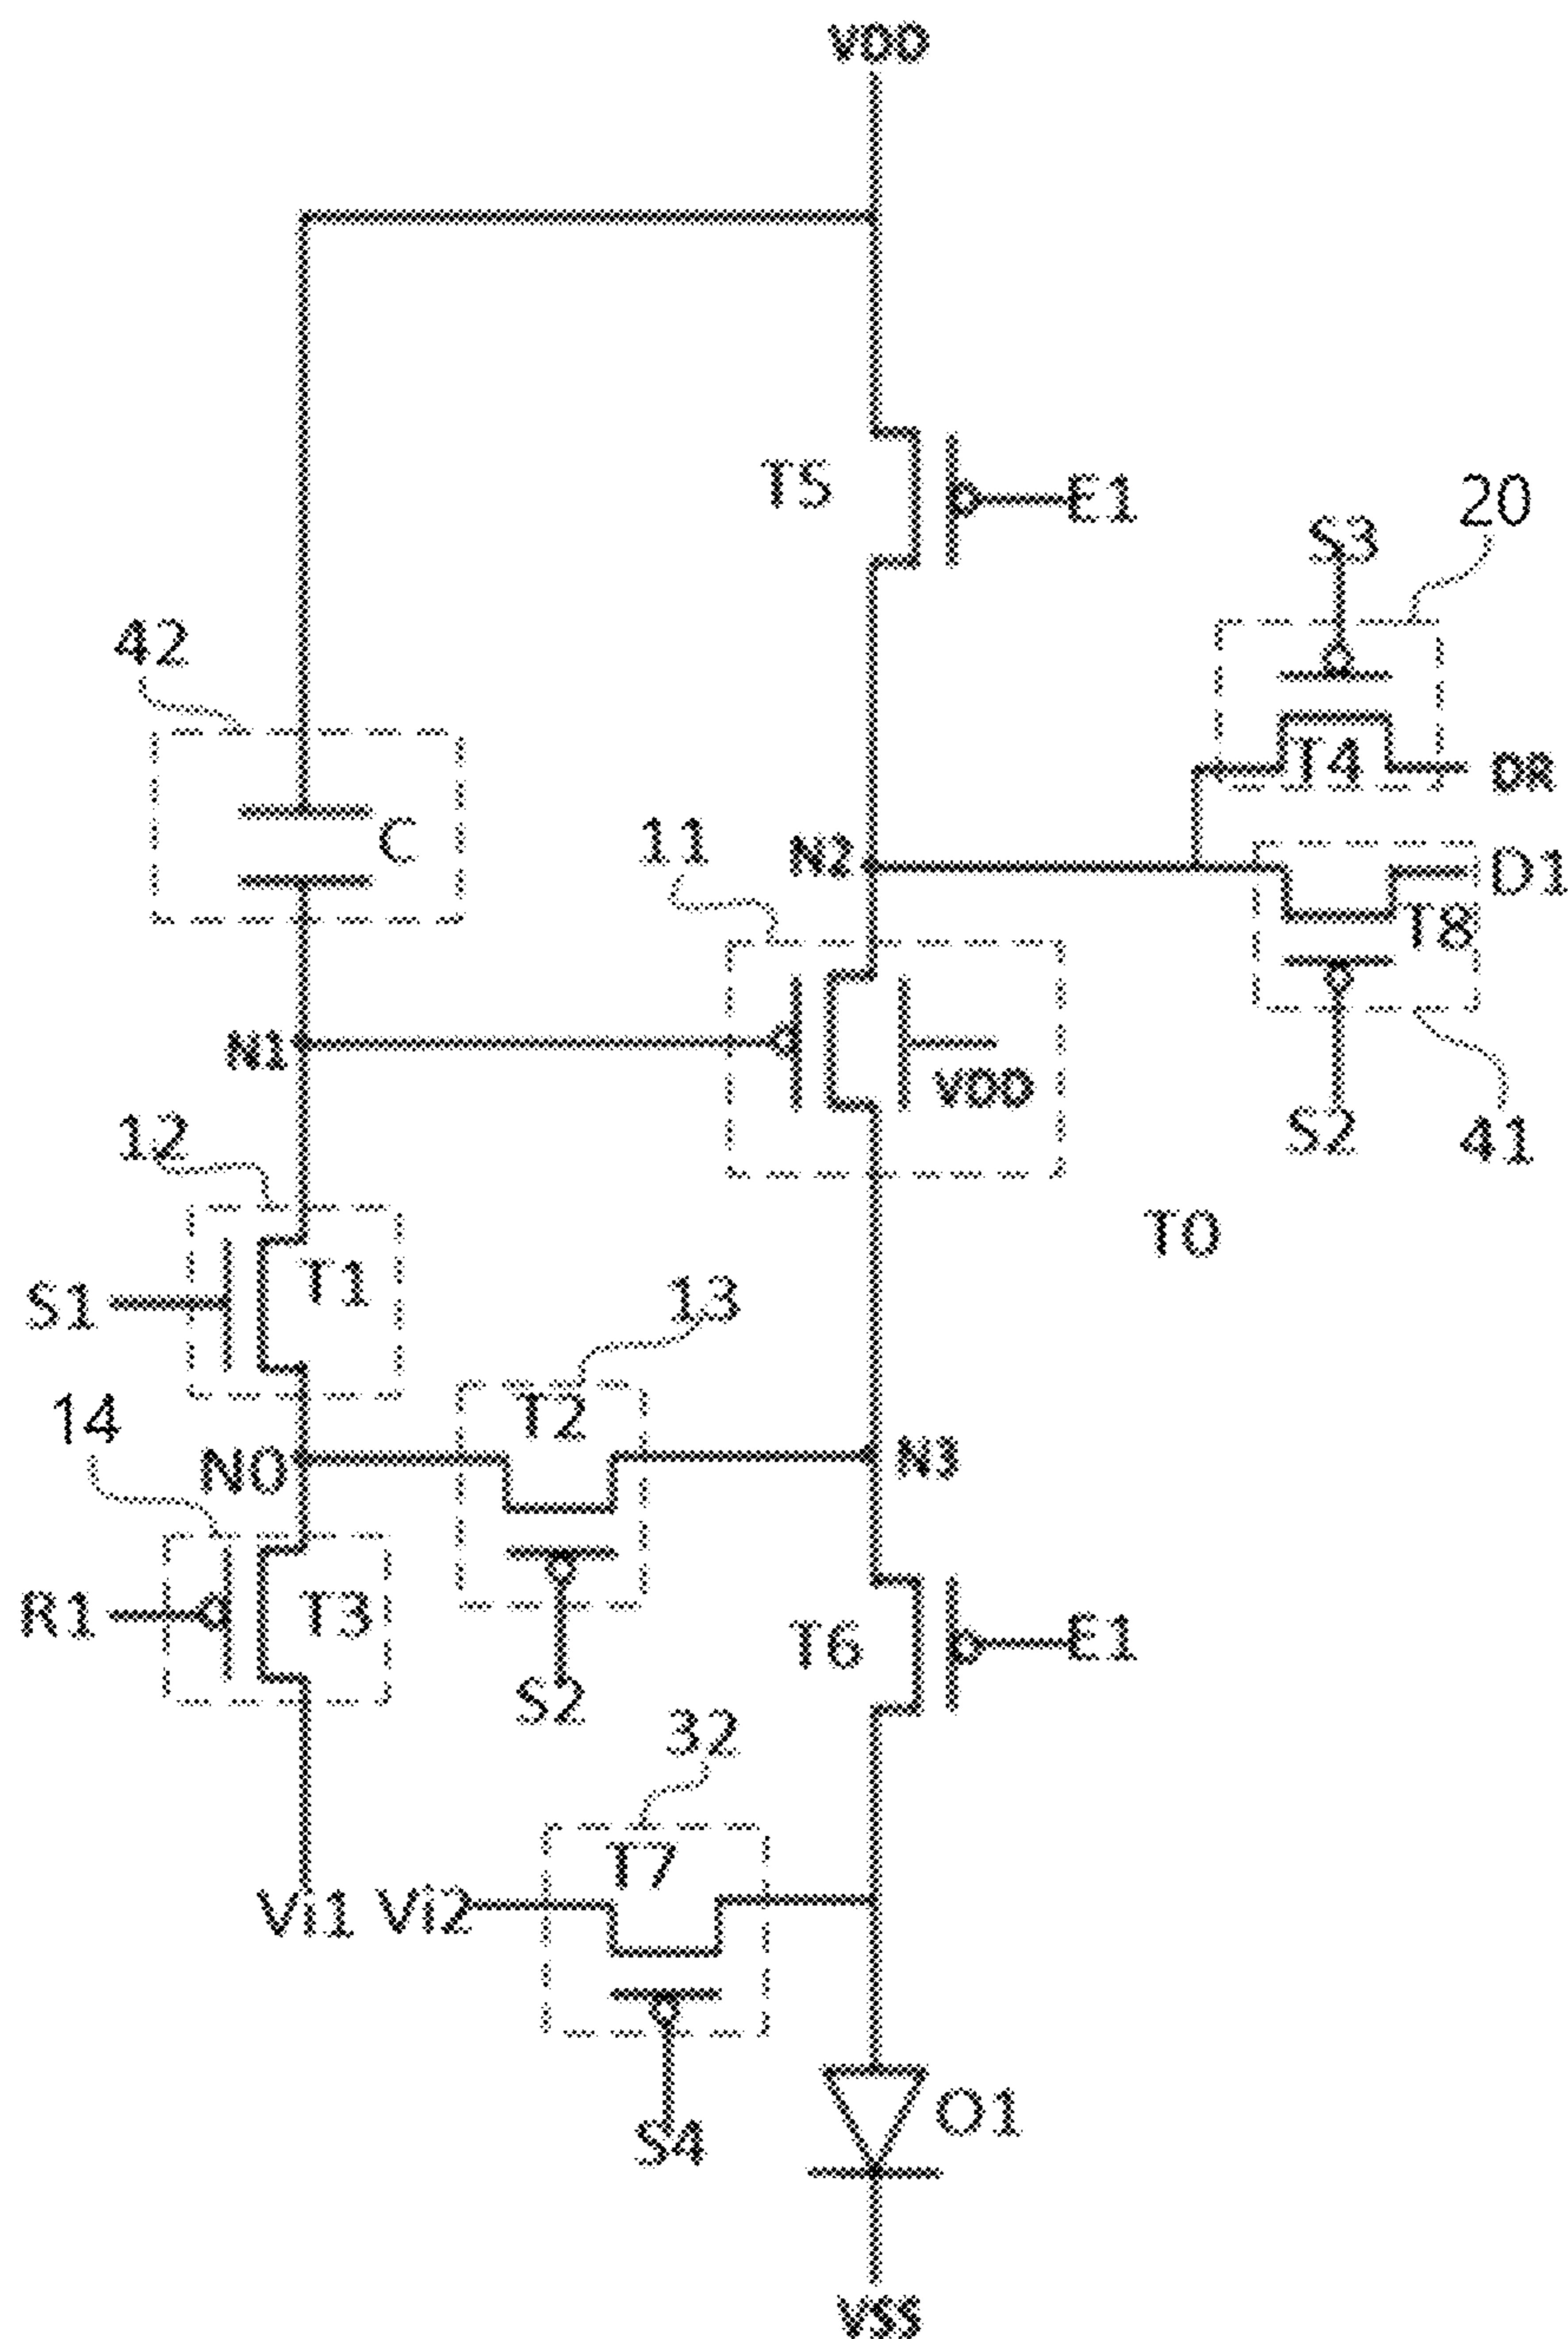 VDD
T5
E1
S3
20
42
T4
DR
C
11
N2
D1
T8
N1
VDD
12
S2
41
T0
T1
S1
13
14
T2
N0
N3
R1
T3
T6
E1
S2
32
T7
Vi1 Vi2
S4
O1
VSS